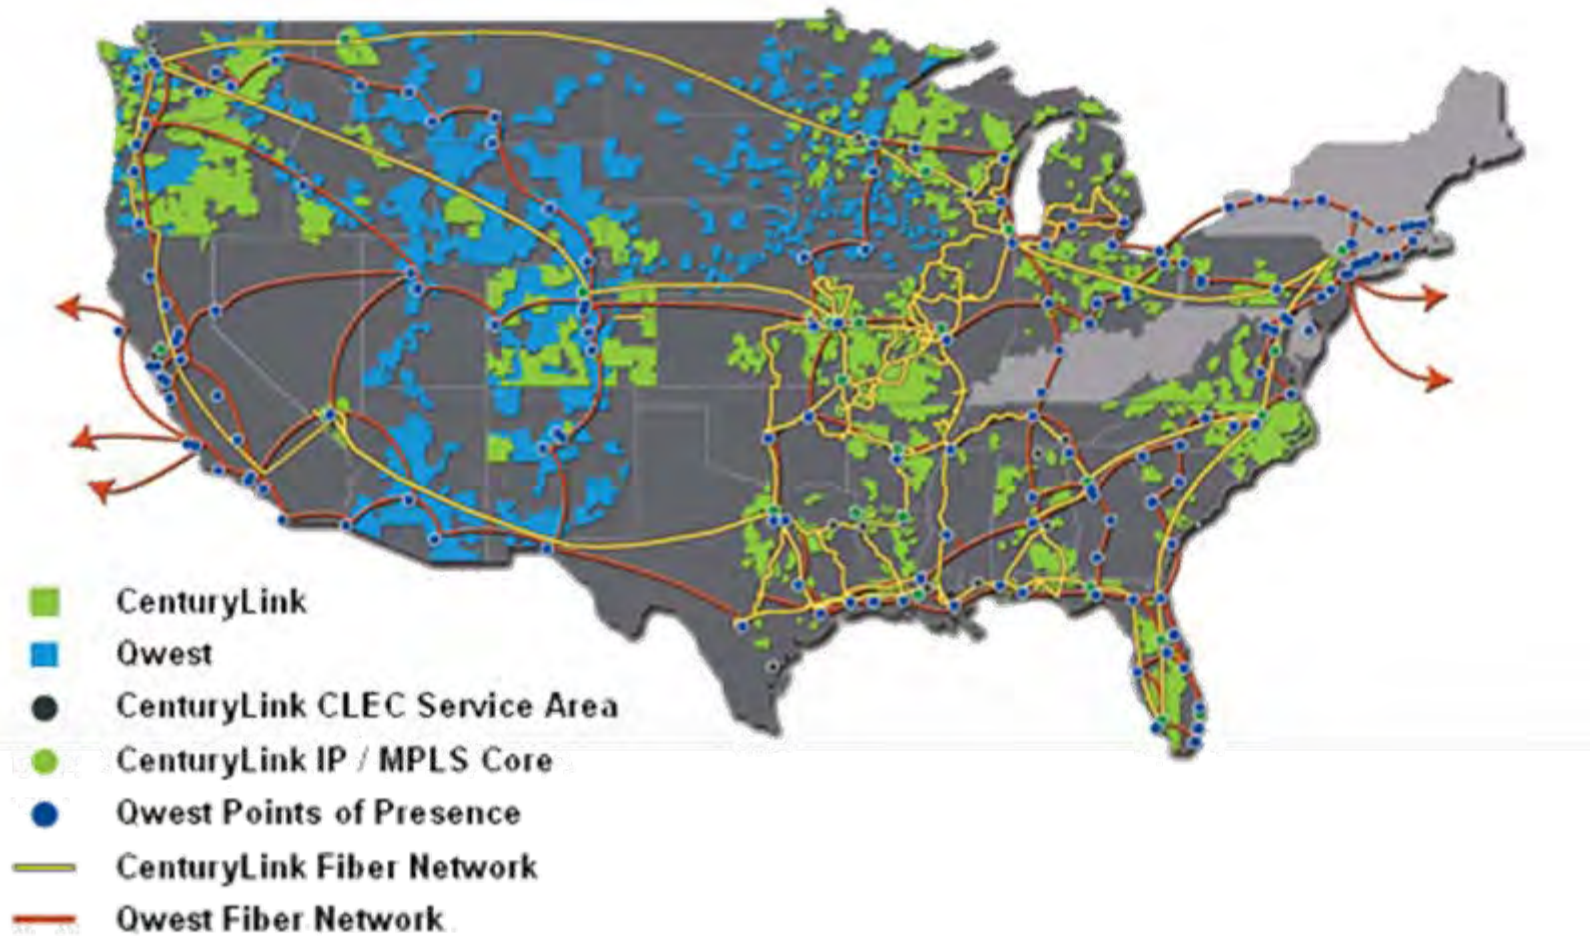 CenturyLink
Qwest
CenturyLink CLEC Service Area
CenturyLink IP / MPLS Core
Qwest Points of Presence
CenturyLink Fiber Network
Qwest Fiber Network